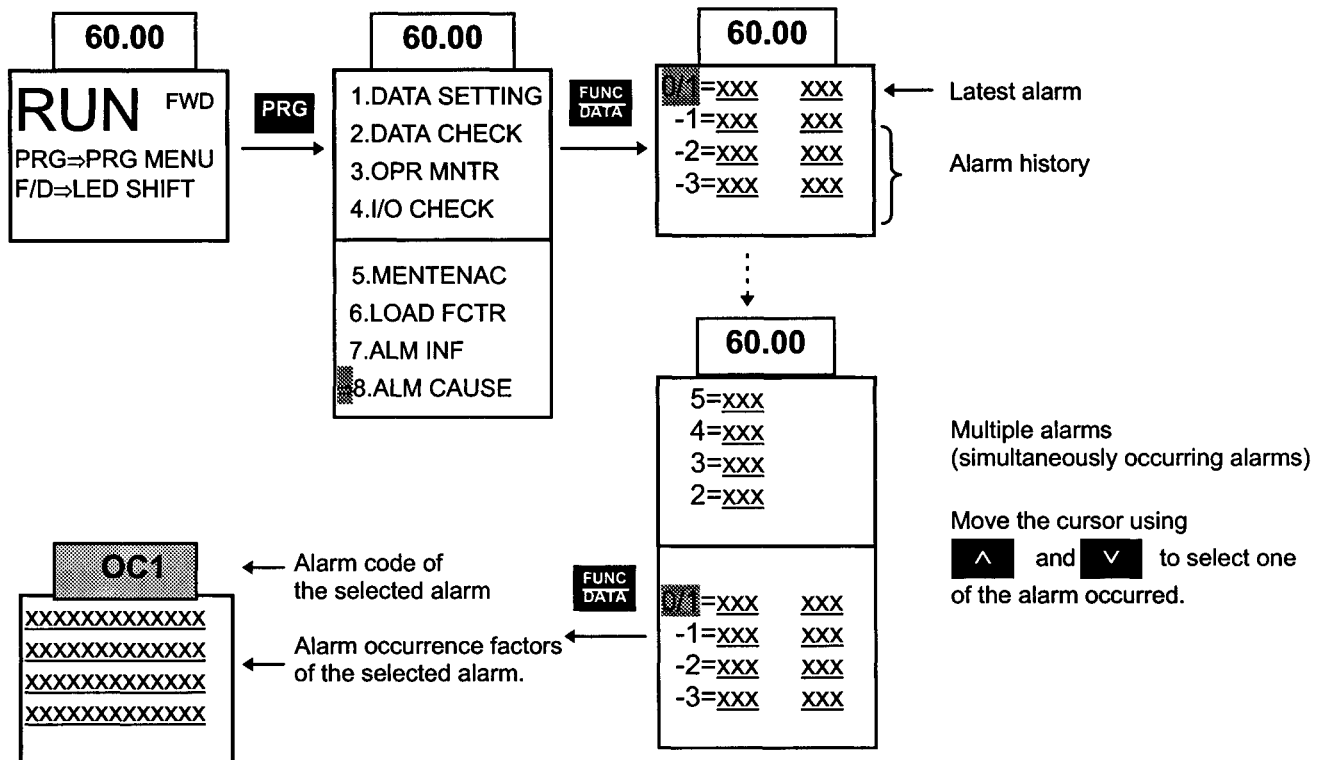 60.00
RUN FWD
PRG⇒PRG MENU
F/D⇒LED SHIFT
PRG
60.00
1.DATA SETTING
2.DATA CHECK
3.OPR MNTR
4.I/O CHECK
5.MENTENAC
6.LOAD FCTR
7.ALM INF
8.ALM CAUSE
FUNC
DATA
60.00
0/1=xxx xxx
-1=xxx xxx
-2=xxx xxx
-3=xxx xxx
Latest alarm
Alarm history
60.00
5=xxx
4=xxx
3=xxx
2=xxx
0/1=xxx xxx
-1=xxx xxx
-2=xxx xxx
-3=xxx xxx
Multiple alarms
(simultaneously occurring alarms)
Move the cursor using
∧ and ∨ to select one
of the alarm occurred.
FUNC
DATA
OC1
xxxxxxxxxxxxx
xxxxxxxxxxxxx
xxxxxxxxxxxxx
xxxxxxxxxxxxx
Alarm code of
the selected alarm
Alarm occurrence factors
of the selected alarm.